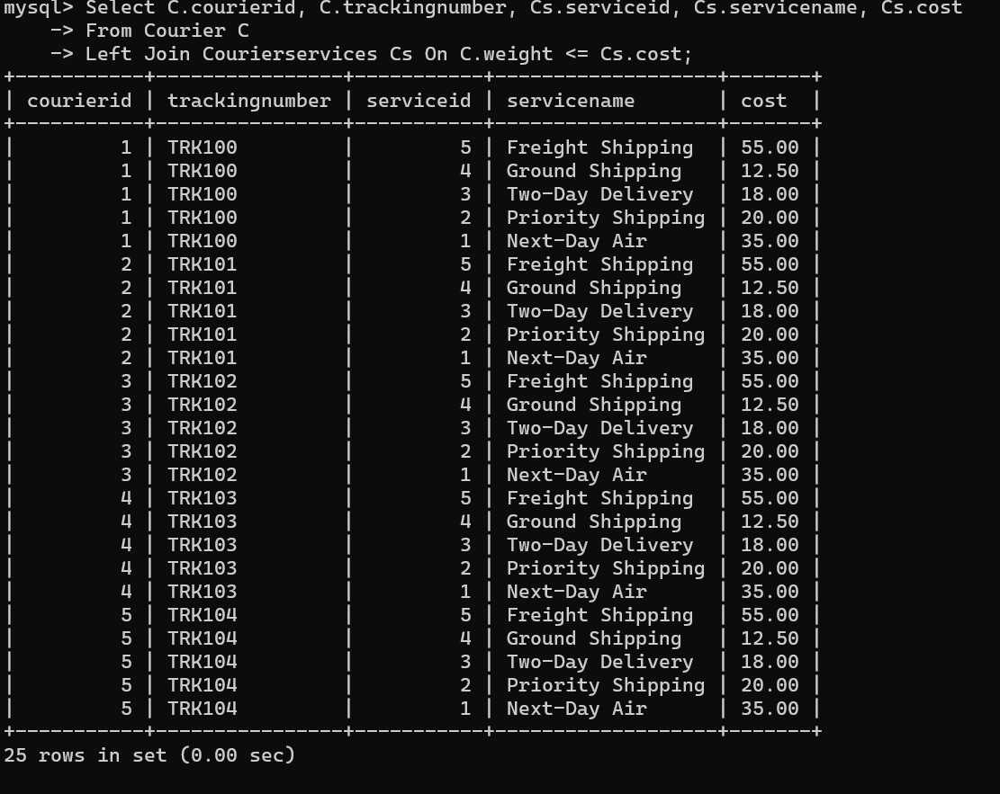 mysql> Select C.courierid, C.trackingnumber, Cs.serviceid, Cs.servicename, Cs.cost
    -> From Courier C
    -> Left Join Courierservices Cs On C.weight <= Cs.cost;
+-----------+----------------+-----------+-------------------+-------+
| courierid | trackingnumber | serviceid | servicename       | cost  |
+-----------+----------------+-----------+-------------------+-------+
|         1 | TRK100         |         5 | Freight Shipping  | 55.00 |
|         1 | TRK100         |         4 | Ground Shipping   | 12.50 |
|         1 | TRK100         |         3 | Two-Day Delivery  | 18.00 |
|         1 | TRK100         |         2 | Priority Shipping | 20.00 |
|         1 | TRK100         |         1 | Next-Day Air      | 35.00 |
|         2 | TRK101         |         5 | Freight Shipping  | 55.00 |
|         2 | TRK101         |         4 | Ground Shipping   | 12.50 |
|         2 | TRK101         |         3 | Two-Day Delivery  | 18.00 |
|         2 | TRK101         |         2 | Priority Shipping | 20.00 |
|         2 | TRK101         |         1 | Next-Day Air      | 35.00 |
|         3 | TRK102         |         5 | Freight Shipping  | 55.00 |
|         3 | TRK102         |         4 | Ground Shipping   | 12.50 |
|         3 | TRK102         |         3 | Two-Day Delivery  | 18.00 |
|         3 | TRK102         |         2 | Priority Shipping | 20.00 |
|         3 | TRK102         |         1 | Next-Day Air      | 35.00 |
|         4 | TRK103         |         5 | Freight Shipping  | 55.00 |
|         4 | TRK103         |         4 | Ground Shipping   | 12.50 |
|         4 | TRK103         |         3 | Two-Day Delivery  | 18.00 |
|         4 | TRK103         |         2 | Priority Shipping | 20.00 |
|         4 | TRK103         |         1 | Next-Day Air      | 35.00 |
|         5 | TRK104         |         5 | Freight Shipping  | 55.00 |
|         5 | TRK104         |         4 | Ground Shipping   | 12.50 |
|         5 | TRK104         |         3 | Two-Day Delivery  | 18.00 |
|         5 | TRK104         |         2 | Priority Shipping | 20.00 |
|         5 | TRK104         |         1 | Next-Day Air      | 35.00 |
+-----------+----------------+-----------+-------------------+-------+
25 rows in set (0.00 sec)